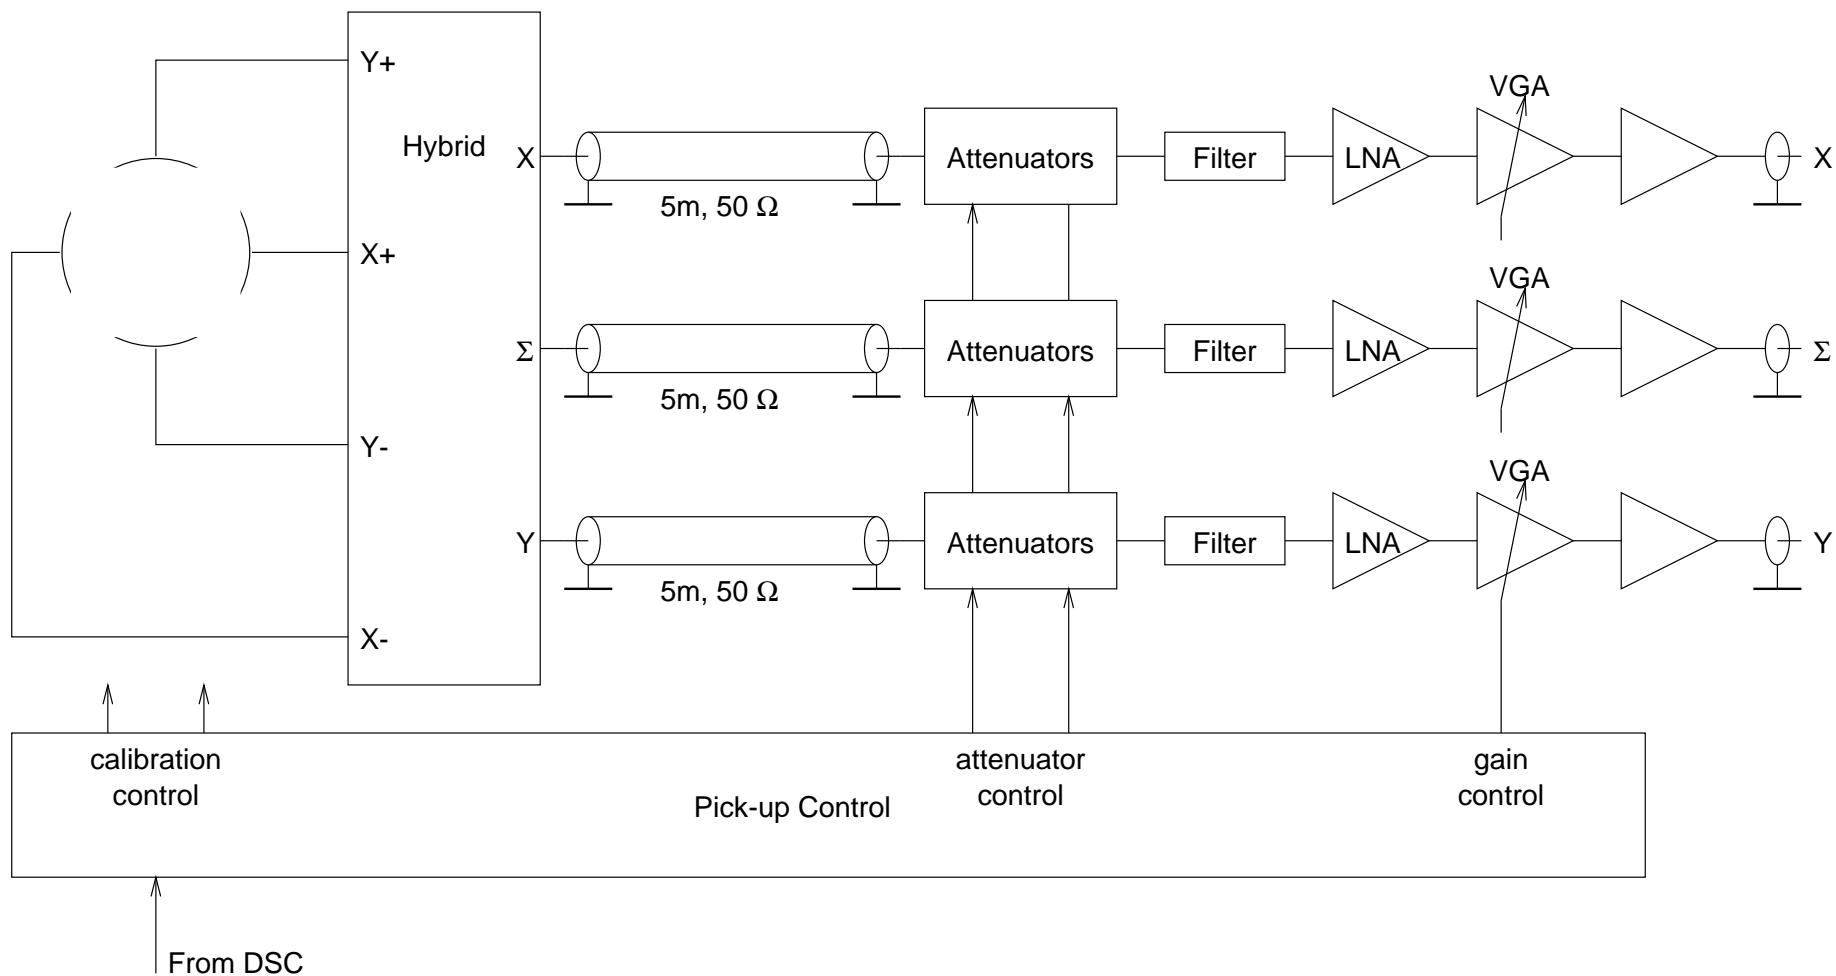 VGA
Y+
Hybrid
X
Attenuators
Filter
LNA
X
5m, 50 Ω
X+
VGA
Σ
Attenuators
Filter
LNA
Σ
5m, 50 Ω
Y-
VGA
Y
Attenuators
Filter
LNA
Y
5m, 50 Ω
X-
calibration
control
attenuator
control
gain
control
Pick-up Control
From DSC